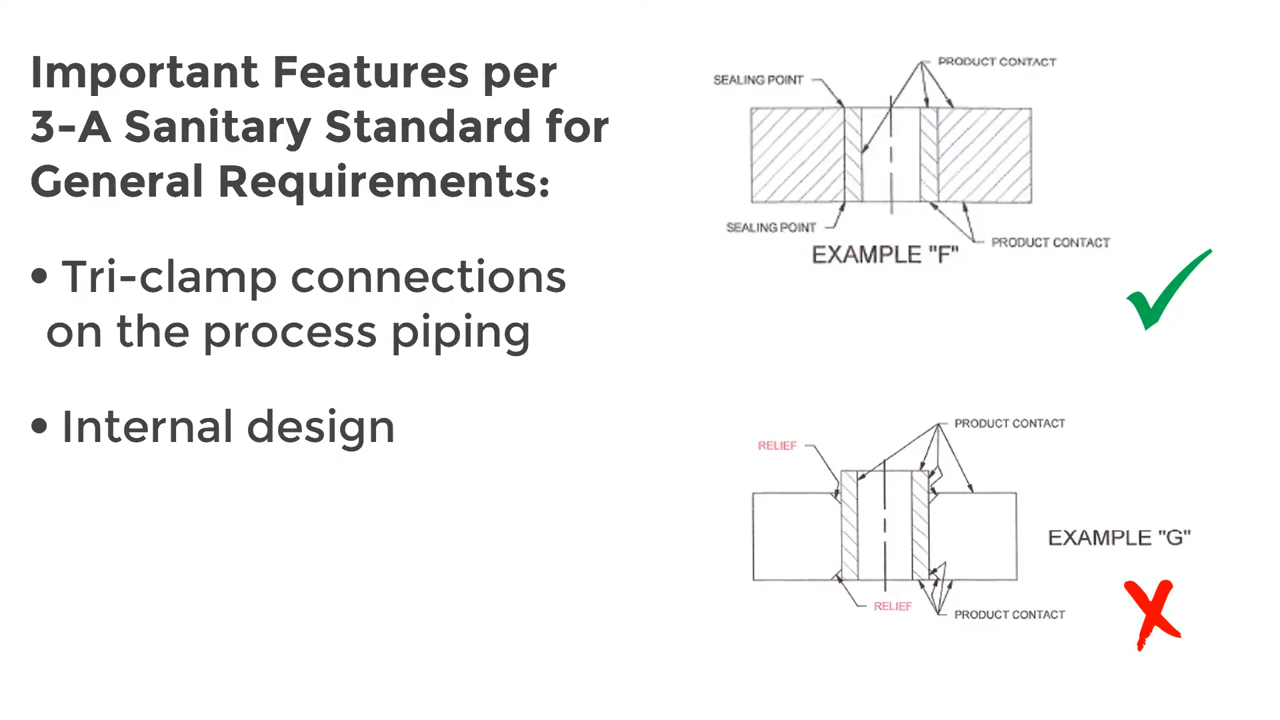 Important Features per
3-A Sanitary Standard for
General Requirements:
• Tri-clamp connections
on the process piping
• Internal design
PRODUCT CONTACT
SEALING POINT
SEALING POINT
PRODUCT CONTACT
EXAMPLE "F"
PRODUCT CONTACT
RELIEF
EXAMPLE "G"
RELIEF
PRODUCT CONTACT